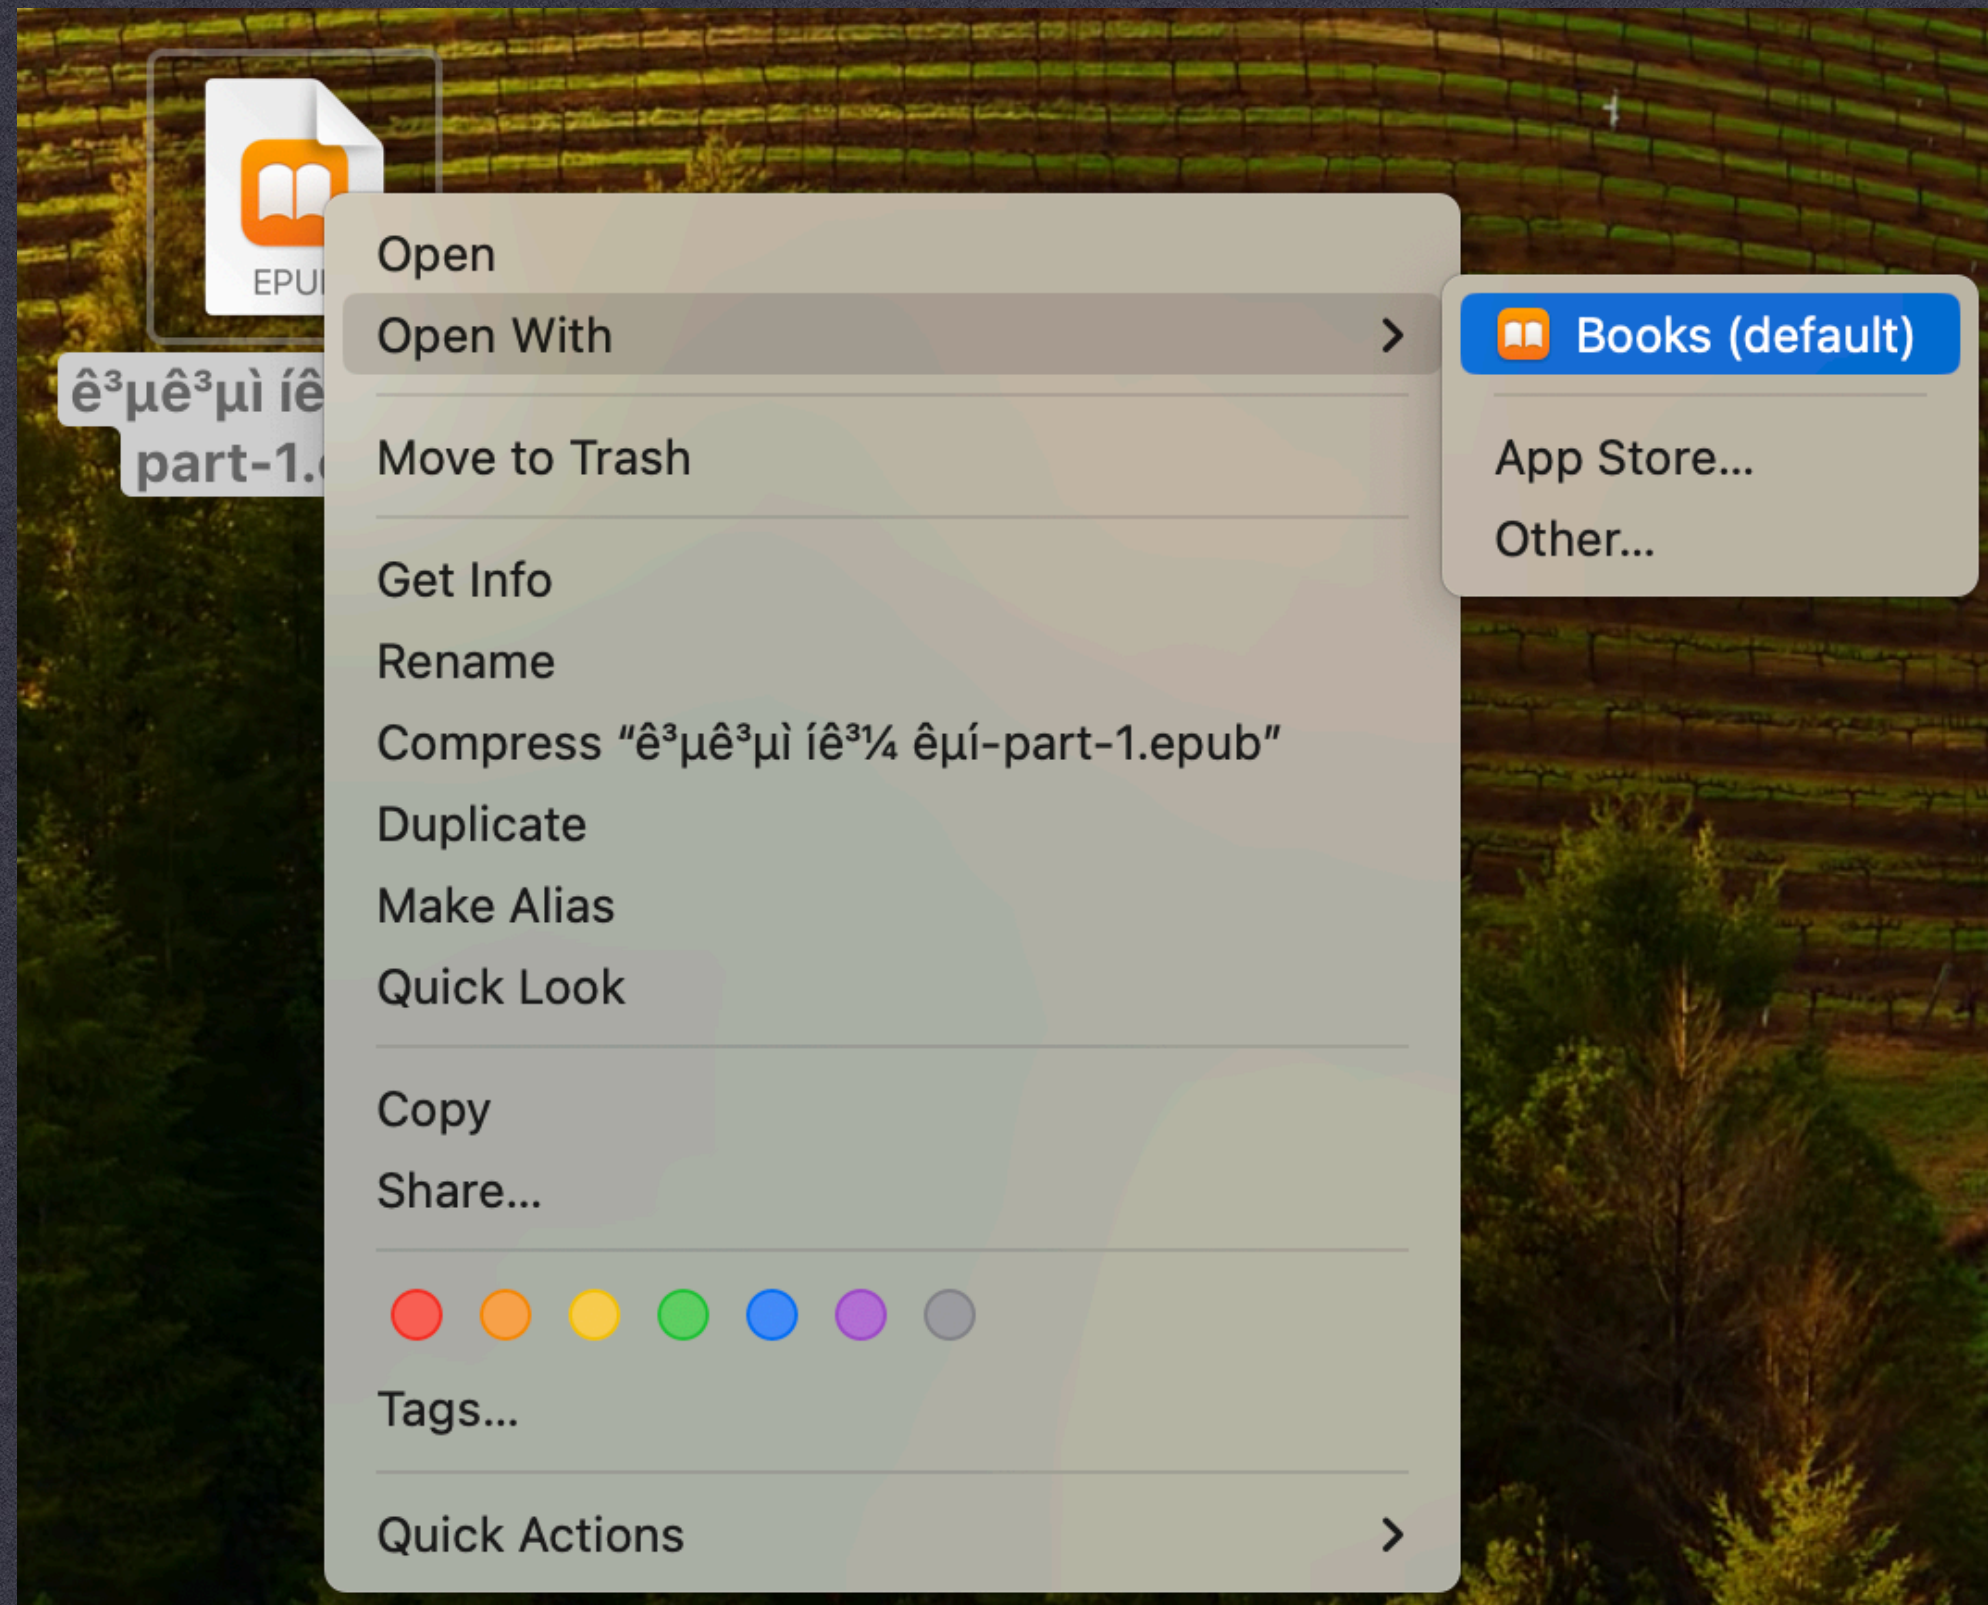 EPU
ê³µê³µì íê
part-1.
Open
Open With
Books (default)
App Store...
Other...
Move to Trash
Get Info
Rename
Compress “ê³µê³µì íê³¼ êµí-part-1.epub”
Duplicate
Make Alias
Quick Look
Copy
Share...
Tags...
Quick Actions